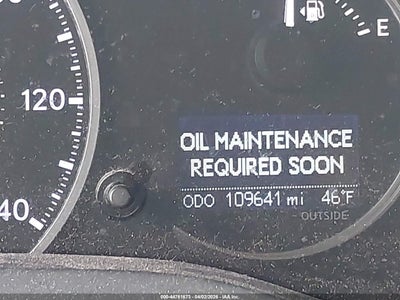 E
120
OIL MAINTENANCE
REQUIRED SOON
ODO 109641 mi 46°F
OUTSIDE
40